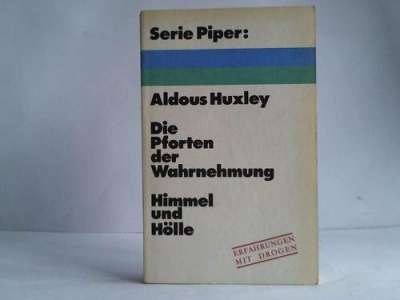 Serie Piper:
Aldous Huxley
Die
Pforten
der
Wahrnehmung
Himmel
und
Hölle
ERFAHRUNGEN
MIT DROGEN